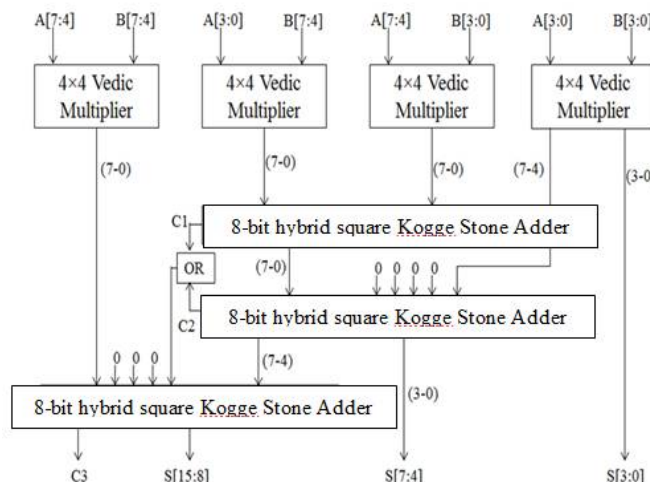 A[7:4] B[7:4] A[3:0] B[7:4] A[7:4] B[3:0] A[3:0] B[3:0]
4×4 Vedic Multiplier
4×4 Vedic Multiplier
4×4 Vedic Multiplier
4×4 Vedic Multiplier
(7-0) (7-0) (7-0) (7-4) (3-0
C1
8-bit hybrid square Kogge Stone Adder
OR
(7-0)
0 0 0 0
C2
8-bit hybrid square Kogge Stone Adder
0 0 0
(7-4)
(3-0)
8-bit hybrid square Kogge Stone Adder
C3 S[15:8] S[7:4] S[3:0]